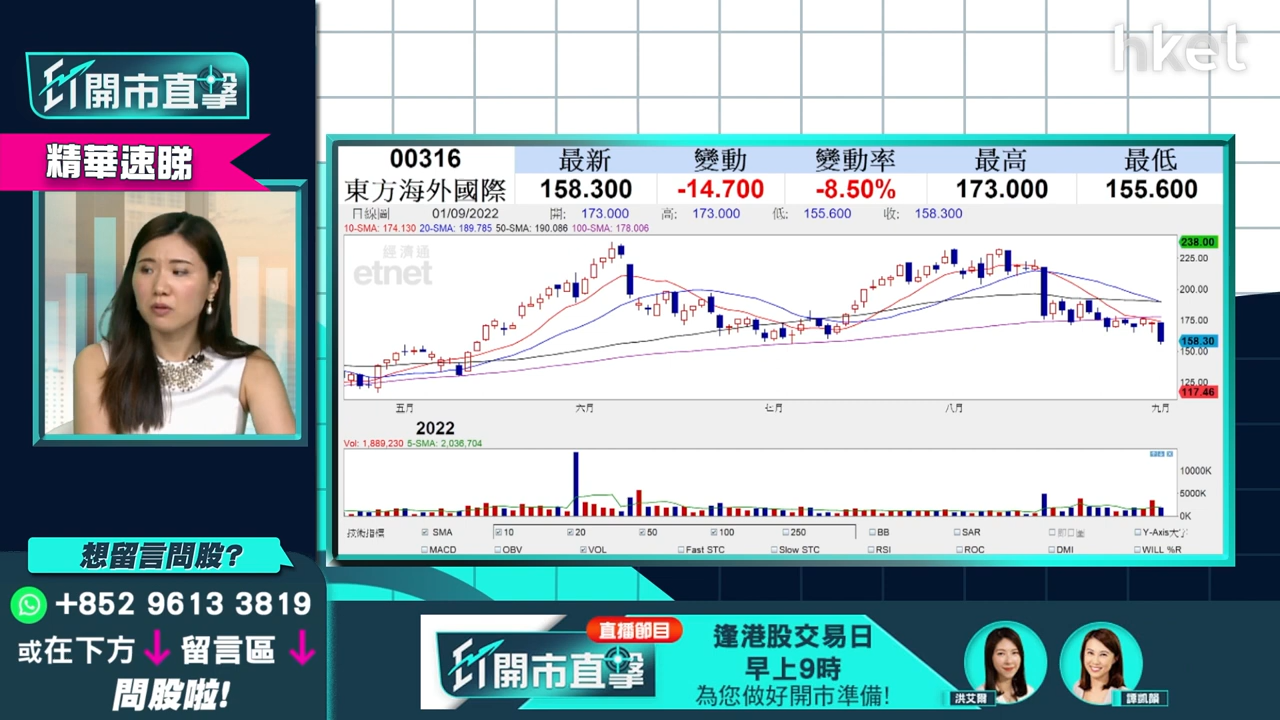 hket
ET開市直擊
精華速睇
00316 最新 變動 變動率 最高 最低
東方海外國際 158.300 -14.700 -8.50% 173.000 155.600
日線圖 01/09/2022 開: 173.000 高: 173.000 低: 155.600 收: 158.300
10-SMA: 174.130 20-SMA: 189.785 50-SMA: 190.086 100-SMA: 178.006
經濟通
etnet
238.00
225.00
200.00
175.00
158.30
150.00
125.00
117.46
五月 六月 七月 八月 九月
2022
Vol: 1,889,230 5-SMA: 2,036,704
10000K
5000K
0K
技術指標 SMA 10 20 50 100 250 BB SAR Y-Axis
MACD OBV VOL Fast STC Slow STC RSI ROC DMI WILL %R
想留言問股?
+852 9613 3819
或在下方 留言區
問股啦!
直播節目
ET開市直擊
逢港股交易日
早上9時
為您做好開市準備!
洪艾爾 譚凱韻